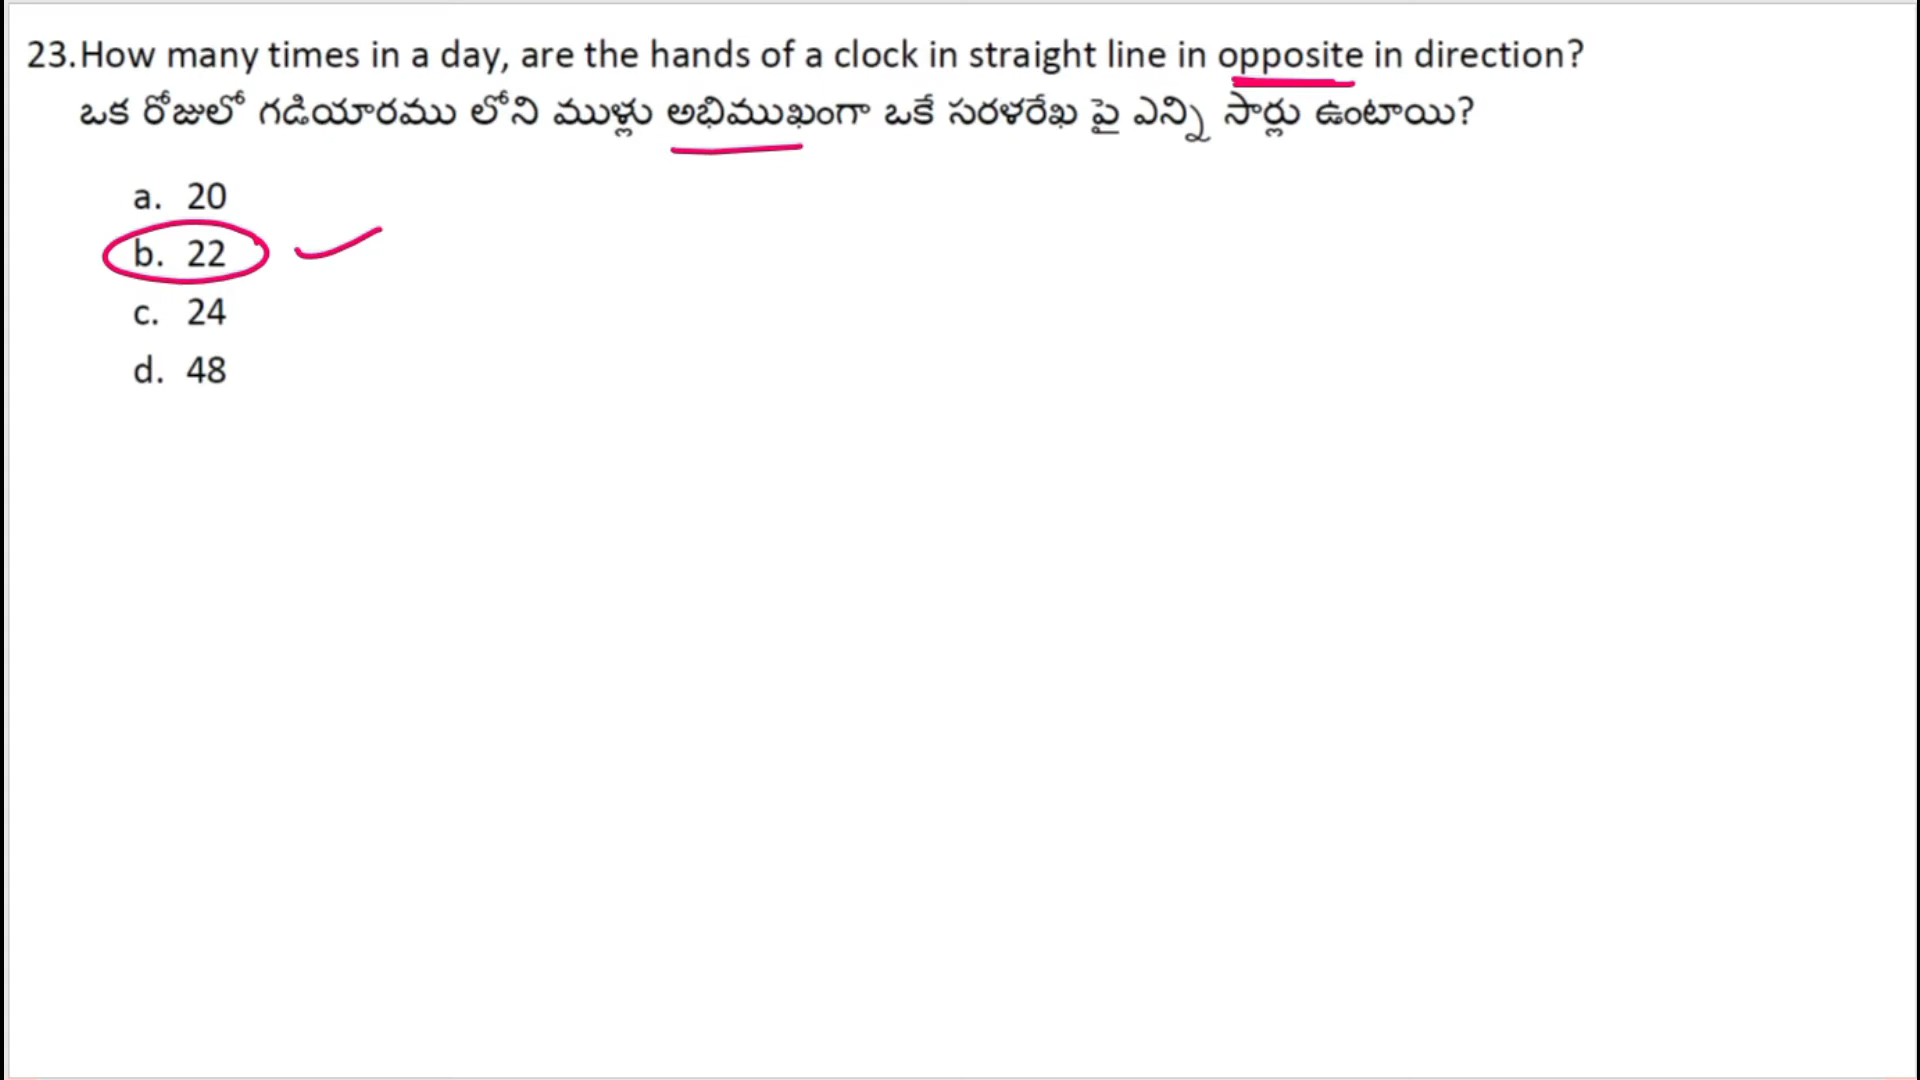 23.How many times in a day, are the hands of a clock in straight line in opposite in direction?
ఒక రోజులో గడియారము లోని ముళ్లు అభిముఖంగా ఒకే సరళరేఖ పై ఎన్ని సార్లు ఉంటాయి?
a. 20
b. 22
c. 24
d. 48